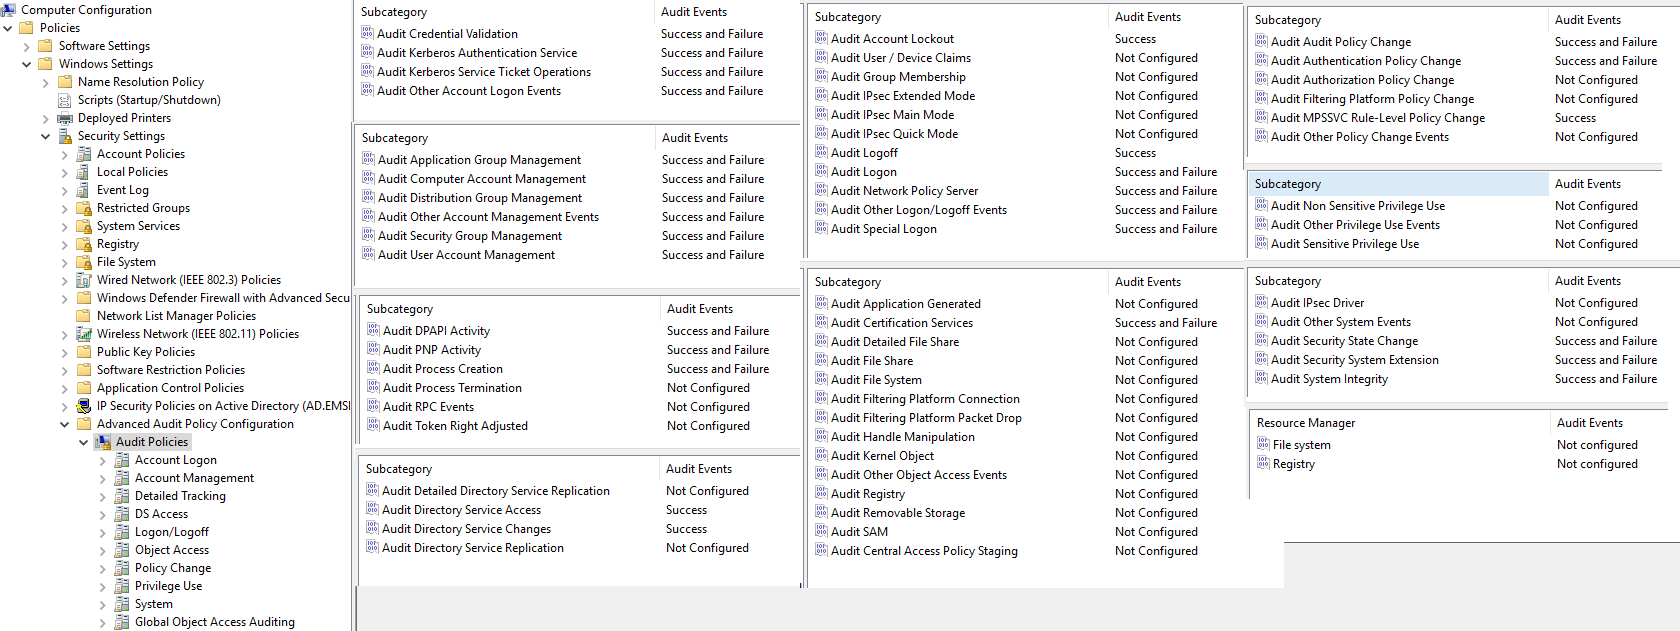 Computer Configuration
Policies
Software Settings
Windows Settings
Name Resolution Policy
Scripts (Startup/Shutdown)
Deployed Printers
Security Settings
Account Policies
Local Policies
Event Log
Restricted Groups
System Services
Registry
File System
Wired Network (IEEE 802.3) Policies
Windows Defender Firewall with Advanced Secu
Network List Manager Policies
Wireless Network (IEEE 802.11) Policies
Public Key Policies
Software Restriction Policies
Application Control Policies
IP Security Policies on Active Directory (AD.EMSI
Advanced Audit Policy Configuration
Audit Policies
Account Logon
Account Management
Detailed Tracking
DS Access
Logon/Logoff
Object Access
Policy Change
Privilege Use
System
Global Object Access Auditing
Subcategory Audit Events
Audit Credential Validation Success and Failure
Audit Kerberos Authentication Service Success and Failure
Audit Kerberos Service Ticket Operations Success and Failure
Audit Other Account Logon Events Success and Failure
Subcategory Audit Events
Audit Application Group Management Success and Failure
Audit Computer Account Management Success and Failure
Audit Distribution Group Management Success and Failure
Audit Other Account Management Events Success and Failure
Audit Security Group Management Success and Failure
Audit User Account Management Success and Failure
Subcategory Audit Events
Audit DPAPI Activity Success and Failure
Audit PNP Activity Success and Failure
Audit Process Creation Success and Failure
Audit Process Termination Not Configured
Audit RPC Events Not Configured
Audit Token Right Adjusted Not Configured
Subcategory Audit Events
Audit Detailed Directory Service Replication Not Configured
Audit Directory Service Access Success
Audit Directory Service Changes Success
Audit Directory Service Replication Not Configured
Subcategory Audit Events
Audit Account Lockout Success
Audit User / Device Claims Not Configured
Audit Group Membership Not Configured
Audit IPsec Extended Mode Not Configured
Audit IPsec Main Mode Not Configured
Audit IPsec Quick Mode Not Configured
Audit Logoff Success
Audit Logon Success and Failure
Audit Network Policy Server Success and Failure
Audit Other Logon/Logoff Events Success and Failure
Audit Special Logon Success and Failure
Subcategory Audit Events
Audit Application Generated Not Configured
Audit Certification Services Success and Failure
Audit Detailed File Share Not Configured
Audit File Share Not Configured
Audit File System Not Configured
Audit Filtering Platform Connection Not Configured
Audit Filtering Platform Packet Drop Not Configured
Audit Handle Manipulation Not Configured
Audit Kernel Object Not Configured
Audit Other Object Access Events Not Configured
Audit Registry Not Configured
Audit Removable Storage Not Configured
Audit SAM Not Configured
Audit Central Access Policy Staging Not Configured
Subcategory Audit Events
Audit Audit Policy Change Success and Failure
Audit Authentication Policy Change Success and Failure
Audit Authorization Policy Change Not Configured
Audit Filtering Platform Policy Change Not Configured
Audit MPSSVC Rule-Level Policy Change Success
Audit Other Policy Change Events Not Configured
Subcategory Audit Events
Audit Non Sensitive Privilege Use Not Configured
Audit Other Privilege Use Events Not Configured
Audit Sensitive Privilege Use Not Configured
Subcategory Audit Events
Audit IPsec Driver Not Configured
Audit Other System Events Not Configured
Audit Security State Change Success and Failure
Audit Security System Extension Success and Failure
Audit System Integrity Success and Failure
Resource Manager Audit Events
File system Not configured
Registry Not configured